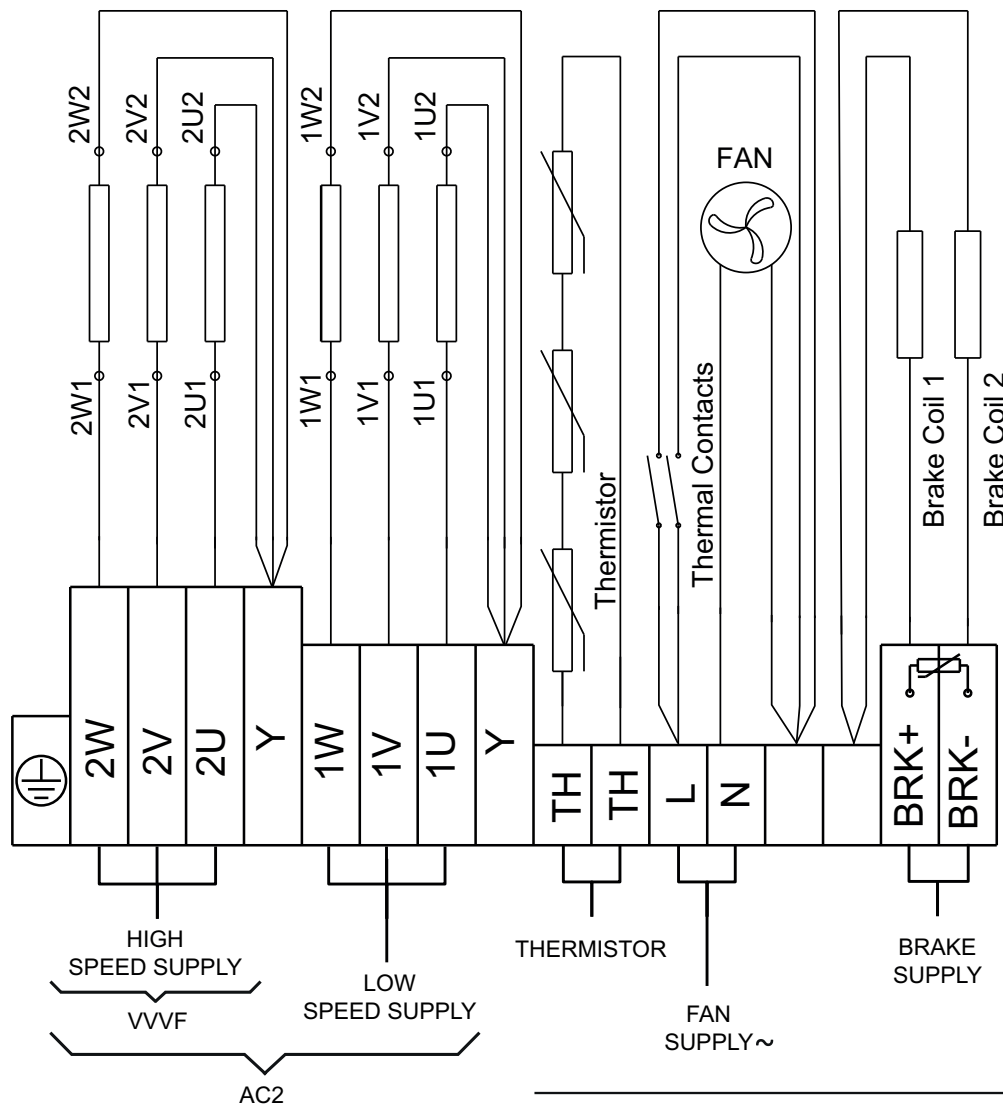 2W2
2V2
2U2
1W2
1V2
1U2
FAN
2W1
2V1
2U1
1W1
1V1
1U1
Thermistor
Thermal Contacts
Brake Coil 1
Brake Coil 2
2W
2V
2U
Y
1W
1V
1U
Y
TH
TH
L
N
BRK+
BRK-
HIGH
SPEED SUPPLY
VVVF
LOW
SPEED SUPPLY
AC2
THERMISTOR
FAN
SUPPLY~
BRAKE
SUPPLY